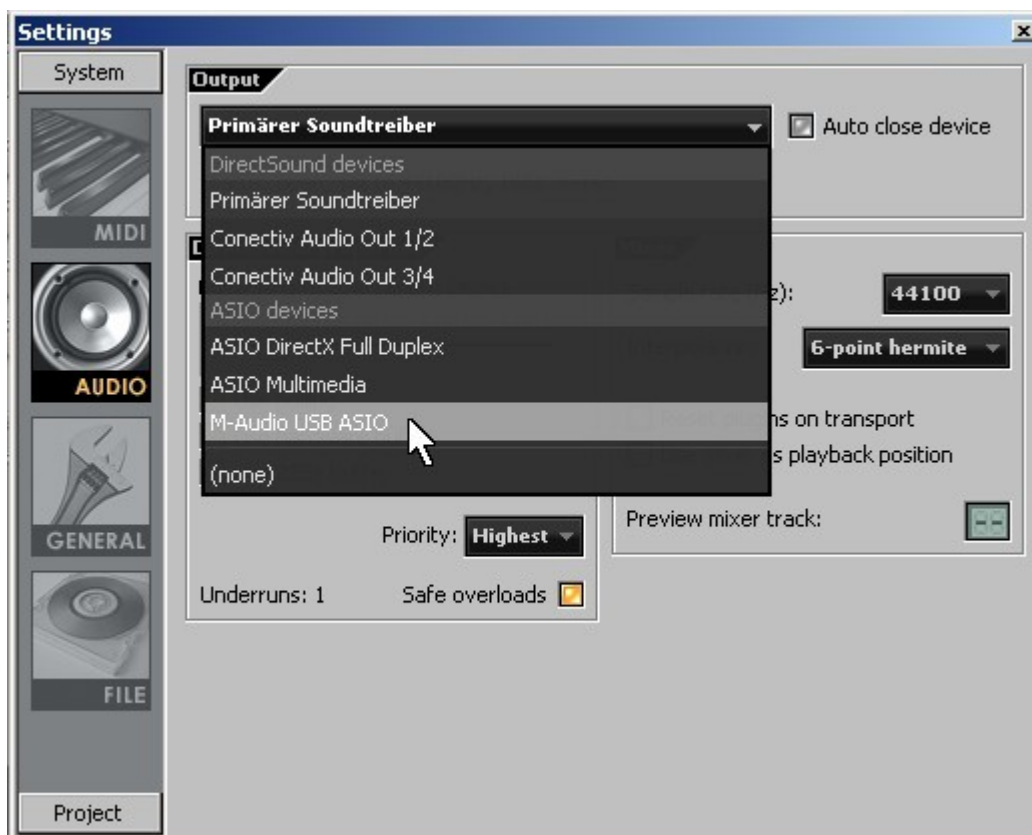 Settings
System
MIDI
AUDIO
GENERAL
FILE
Project
Output
Primärer Soundtreiber
Auto close device
DirectSound devices
Primärer Soundtreiber
Conectiv Audio Out 1/2
Conectiv Audio Out 3/4
ASIO devices
ASIO DirectX Full Duplex
ASIO Multimedia
M-Audio USB ASIO
(none)
44100
6-point hermite
on transport
playback position
Preview mixer track:
Priority: Highest
Underruns: 1 Safe overloads